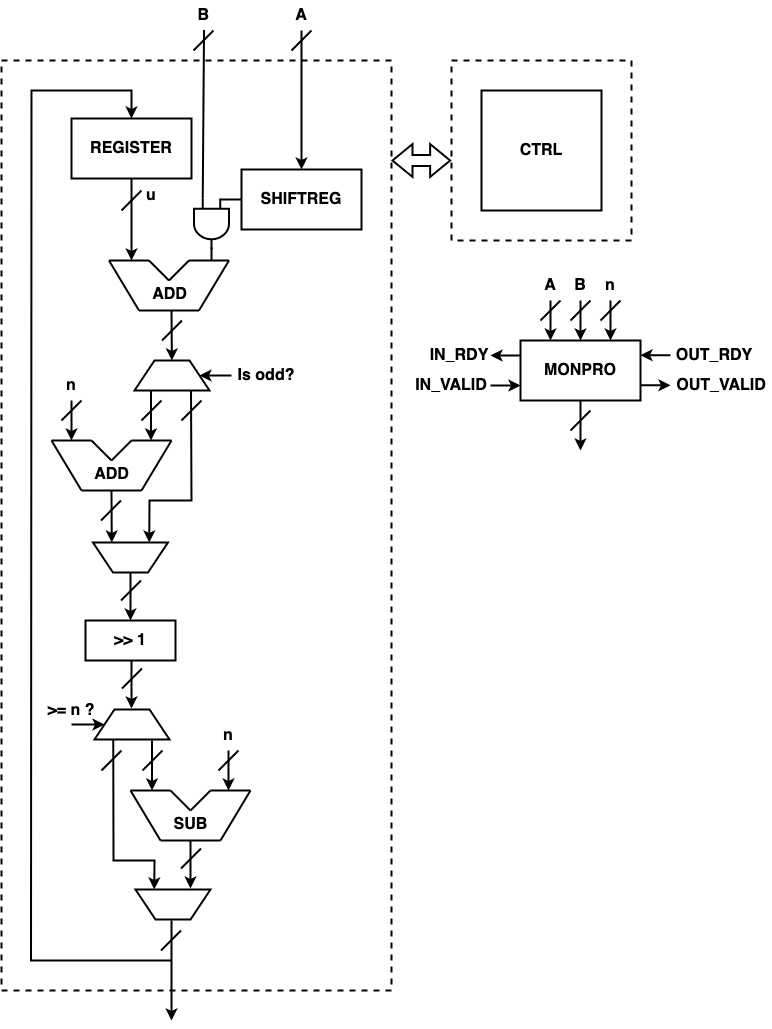 B
A
REGISTER
CTRL
u
SHIFTREG
ADD
A
B
n
IN_RDY
OUT_RDY
MONPRO
IN_VALID
OUT_VALID
Is odd?
n
ADD
>> 1
>= n ?
n
SUB